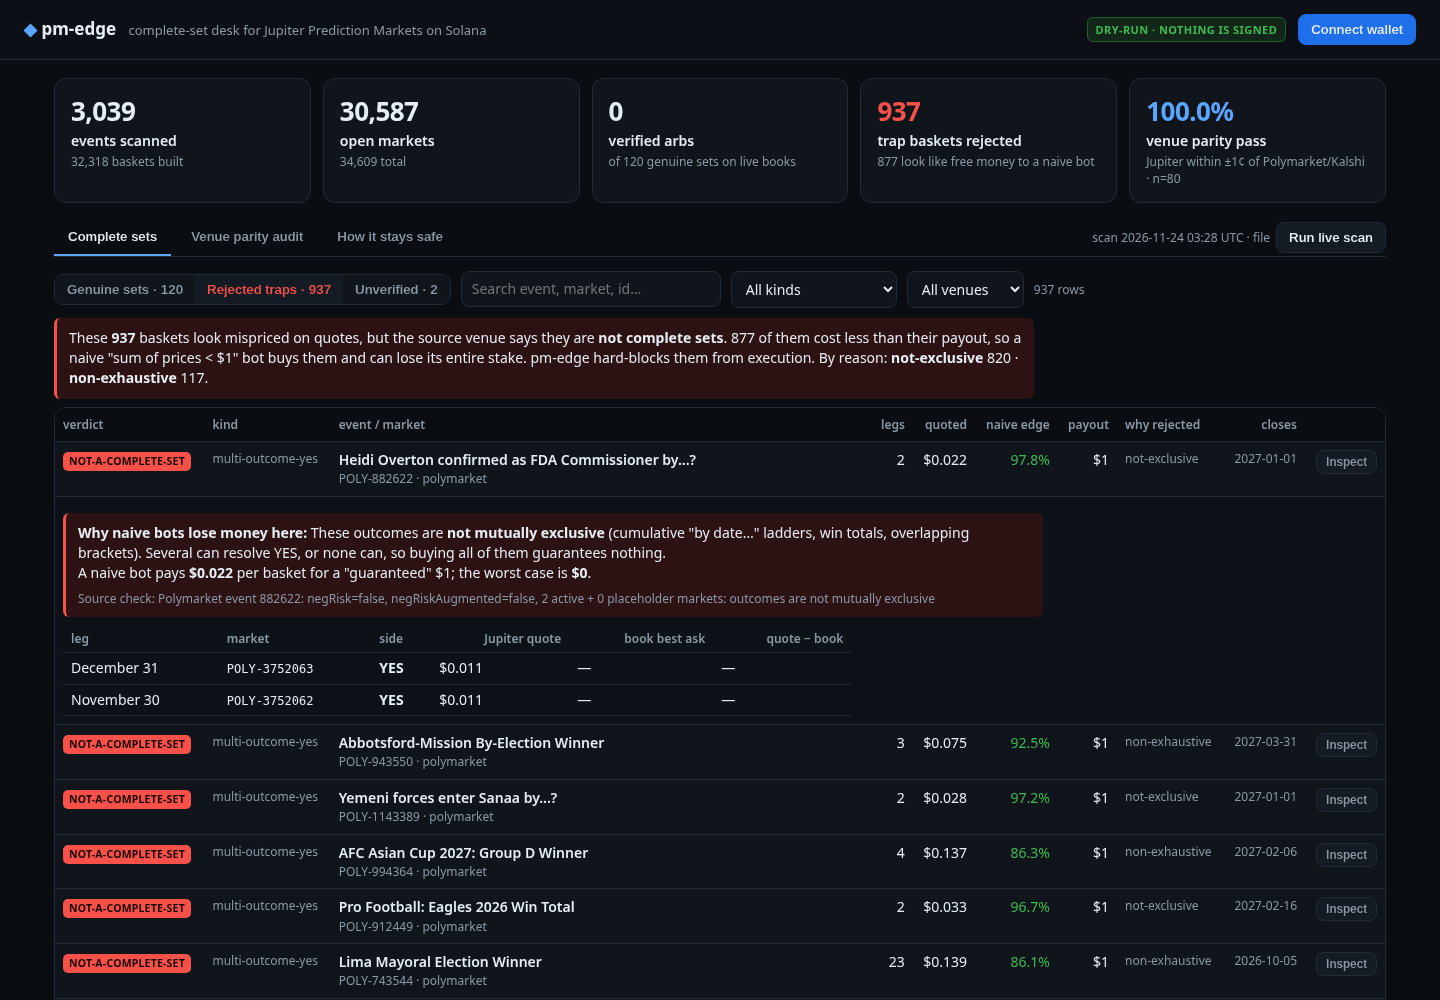 ◆ pm-edge complete-set desk for Jupiter Prediction Markets on Solana DRY-RUN · NOTHING IS SIGNED Connect wallet
3,039
events scanned
32,318 baskets built
30,587
open markets
34,609 total
0
verified arbs
of 120 genuine sets on live books
937
trap baskets rejected
877 look like free money to a naive bot
100.0%
venue parity pass
Jupiter within ±1¢ of Polymarket/Kalshi
· n=80
Complete sets Venue parity audit How it stays safe scan 2026-11-24 03:28 UTC · file Run live scan
Genuine sets · 120 Rejected traps · 937 Unverified · 2 Search event, market, id... All kinds All venues 937 rows
These 937 baskets look mispriced on quotes, but the source venue says they are not complete sets. 877 of them cost less than their payout, so a
naive "sum of prices < $1" bot buys them and can lose its entire stake. pm-edge hard-blocks them from execution. By reason: not-exclusive 820 ·
non-exhaustive 117.
verdict kind event / market legs quoted naive edge payout why rejected closes
NOT-A-COMPLETE-SET multi-outcome-yes Heidi Overton confirmed as FDA Commissioner by...? 2 $0.022 97.8% $1 not-exclusive 2027-01-01 Inspect
POLY-882622 · polymarket
Why naive bots lose money here: These outcomes are not mutually exclusive (cumulative "by date..." ladders, win totals, overlapping
brackets). Several can resolve YES, or none can, so buying all of them guarantees nothing.
A naive bot pays $0.022 per basket for a "guaranteed" $1; the worst case is $0.
Source check: Polymarket event 882622: negRisk=false, negRiskAugmented=false, 2 active + 0 placeholder markets: outcomes are not mutually exclusive
leg market side Jupiter quote book best ask quote − book
December 31 POLY-3752063 YES $0.011 — —
November 30 POLY-3752062 YES $0.011 — —
NOT-A-COMPLETE-SET multi-outcome-yes Abbotsford-Mission By-Election Winner 3 $0.075 92.5% $1 non-exhaustive 2027-03-31 Inspect
POLY-943550 · polymarket
NOT-A-COMPLETE-SET multi-outcome-yes Yemeni forces enter Sanaa by...? 2 $0.028 97.2% $1 not-exclusive 2027-01-01 Inspect
POLY-1143389 · polymarket
NOT-A-COMPLETE-SET multi-outcome-yes AFC Asian Cup 2027: Group D Winner 4 $0.137 86.3% $1 non-exhaustive 2027-02-06 Inspect
POLY-994364 · polymarket
NOT-A-COMPLETE-SET multi-outcome-yes Pro Football: Eagles 2026 Win Total 2 $0.033 96.7% $1 not-exclusive 2027-02-16 Inspect
POLY-912449 · polymarket
NOT-A-COMPLETE-SET multi-outcome-yes Lima Mayoral Election Winner 23 $0.139 86.1% $1 non-exhaustive 2026-10-05 Inspect
POLY-743544 · polymarket